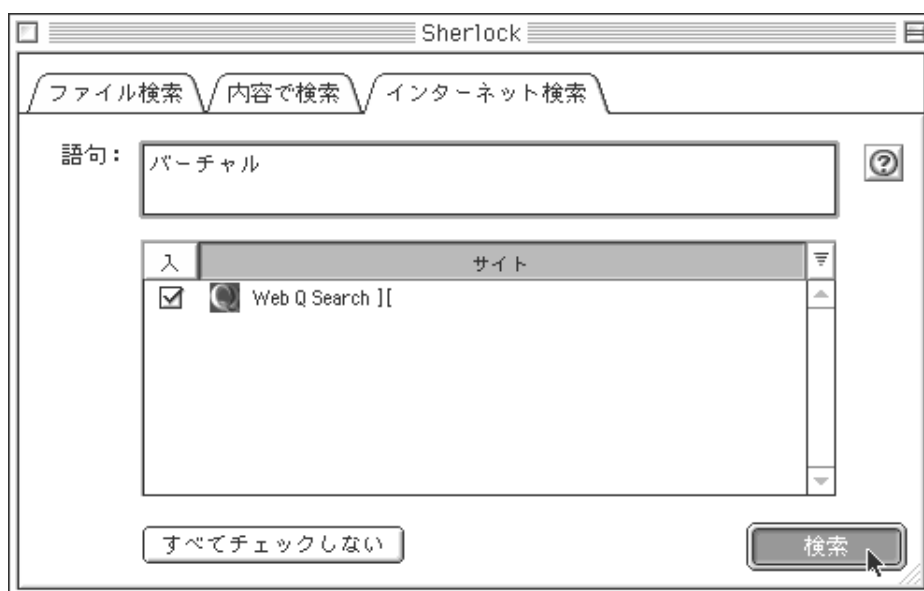 Sherlock
ファイル検索 内容で検索 インターネット検索
語句：
バーチャル
入 サイト
Web Q Search ][
すべてチェックしない
検索